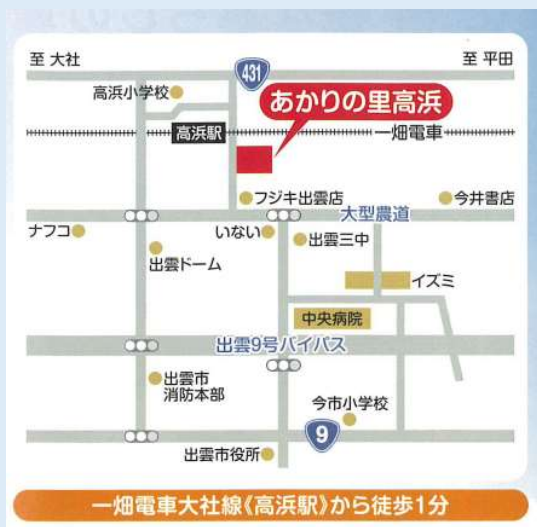 至 大社
至 平田
431
高浜小学校
あかりの里高浜
高浜駅
一畑電車
フジキ出雲店
今井書店
大型農道
ナフコ
いない
出雲三中
出雲ドーム
イズミ
中央病院
出雲9号バイパス
出雲市
消防本部
今市小学校
9
出雲市役所
一畑電車大社線《高浜駅》から徒歩1分